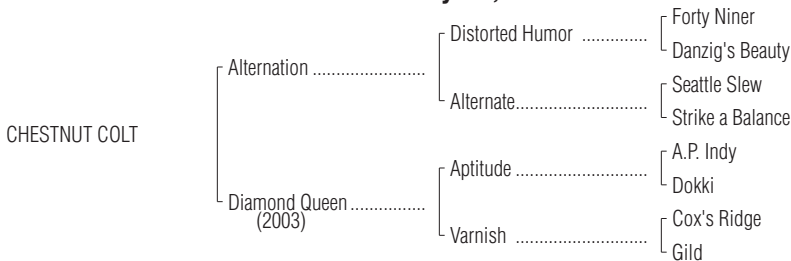 Forty Niner
Distorted Humor ..............
Danzig's Beauty
Alternation ........................
Seattle Slew
Alternate............................
Strike a Balance
CHESTNUT COLT
A.P. Indy
Aptitude ............................
Dokki
Diamond Queen................
(2003)
Cox's Ridge
Varnish ............................
Gild